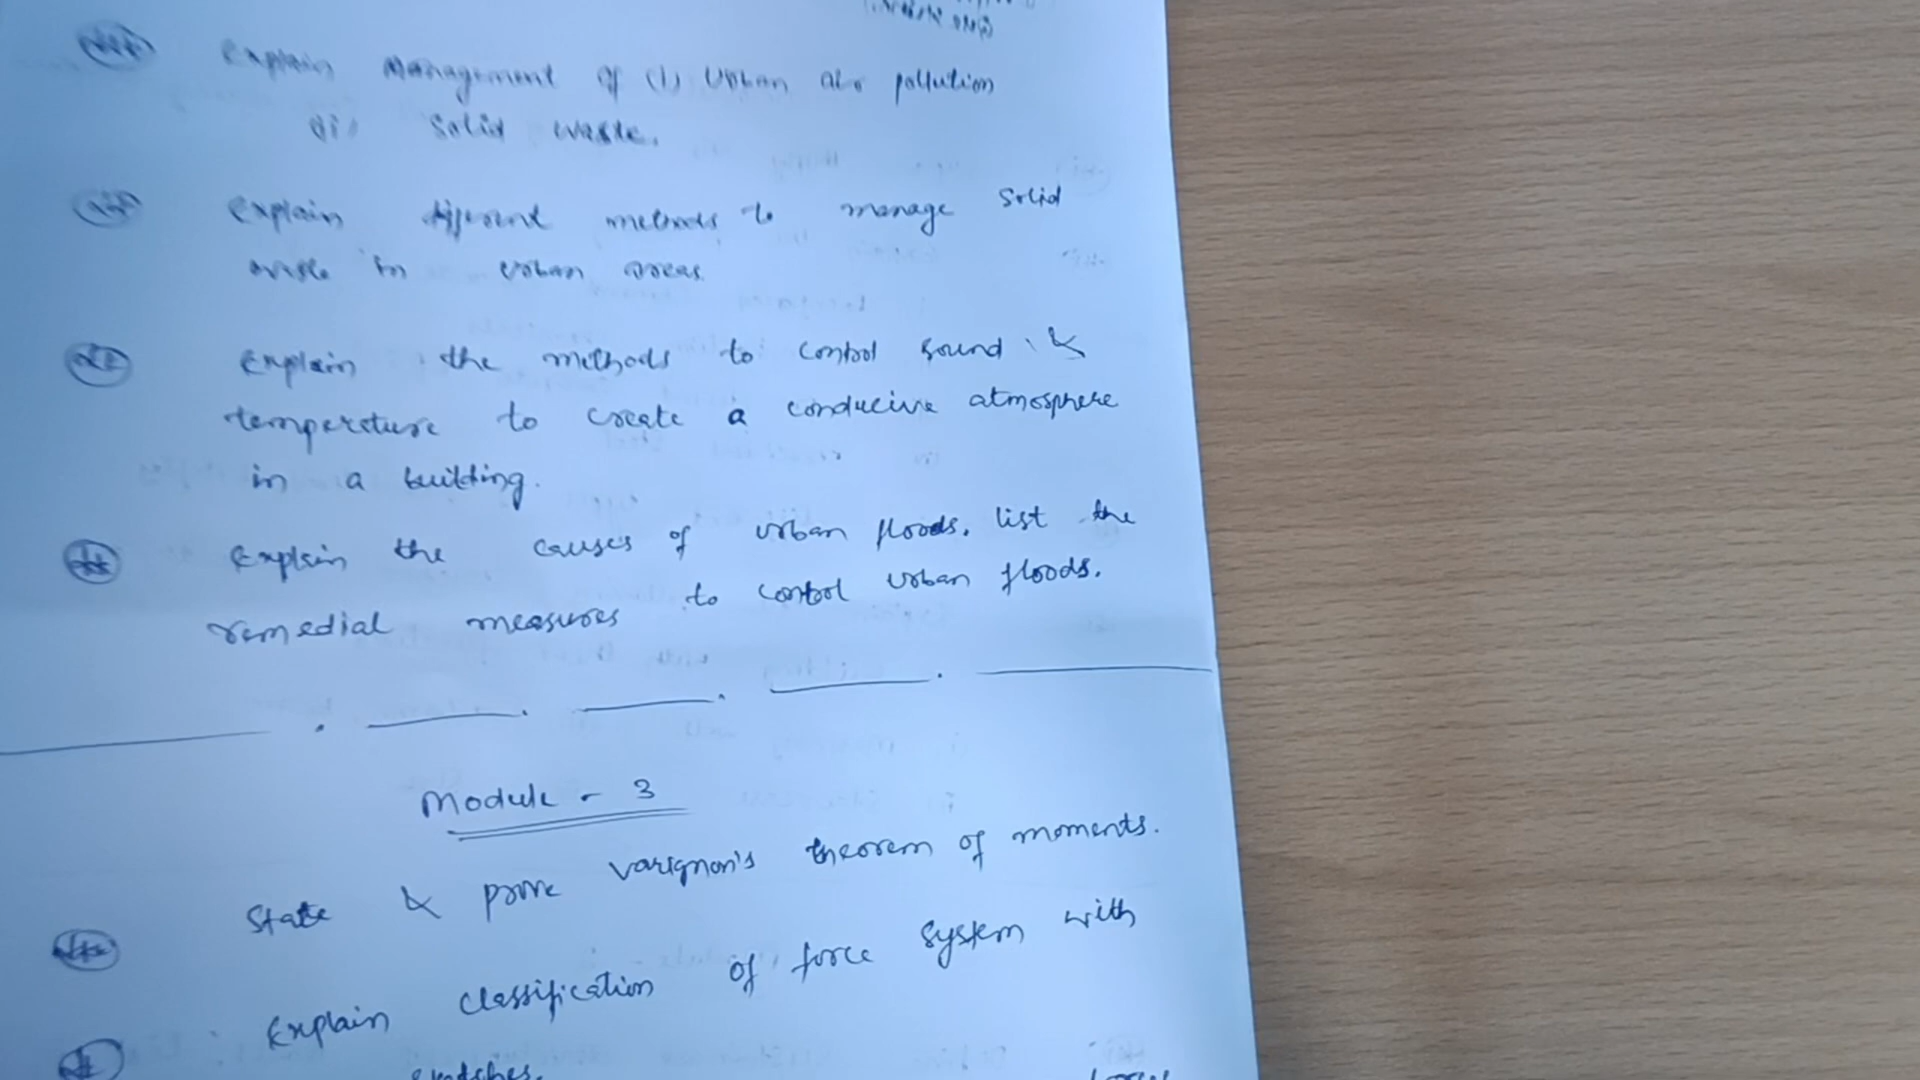 Explain Management of (i) Urban air pollution
(ii) Solid waste.
Explain different methods to manage solid
waste in urban areas.
Explain the methods to control sound &
temperature to create a conducive atmosphere
in a building.
Explain the causes of urban floods. list the
remedial measures to control urban floods.
Module - 3
State & prove varignon's theorem of moments.
Explain classification of force system with
sketches.